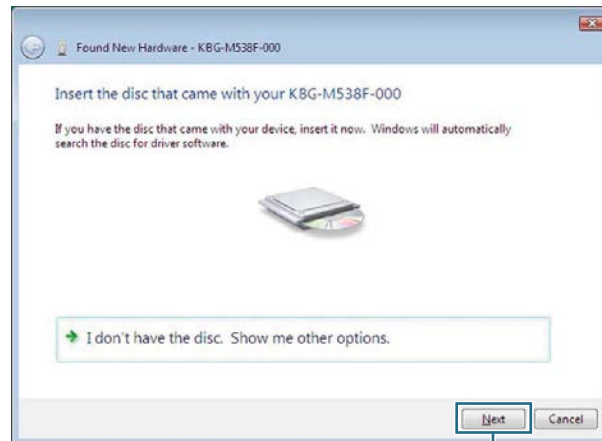 Found New Hardware - KBG-M538F-000
Insert the disc that came with your KBG-M538F-000
If you have the disc that came with your device, insert it now.  Windows will automatically
search the disc for driver software.
I don't have the disc.  Show me other options.
Next
Cancel